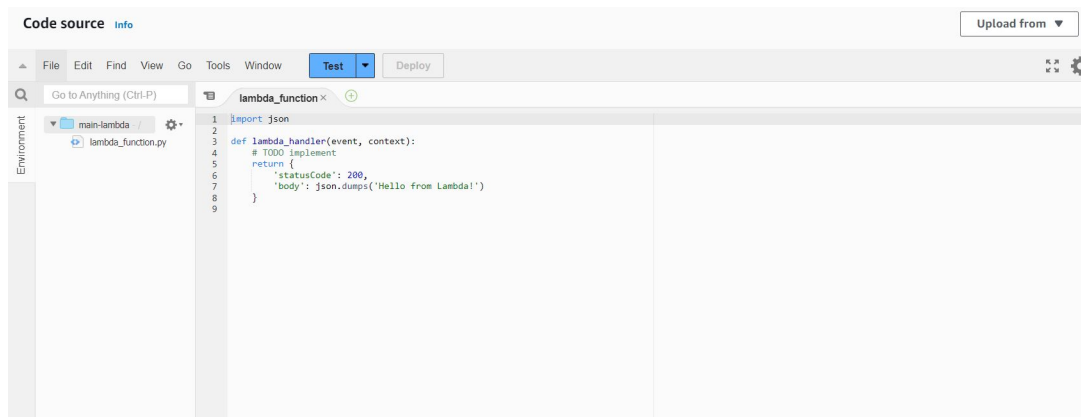 Code source Info
Upload from
File Edit Find View Go Tools Window Test Deploy
Go to Anything (Ctrl-P)
lambda_function
Environment
main-lambda - /
lambda_function.py
1 import json
2
3 def lambda_handler(event, context):
4     # TODO implement
5     return {
6         'statusCode': 200,
7         'body': json.dumps('Hello from Lambda!')
8     }
9